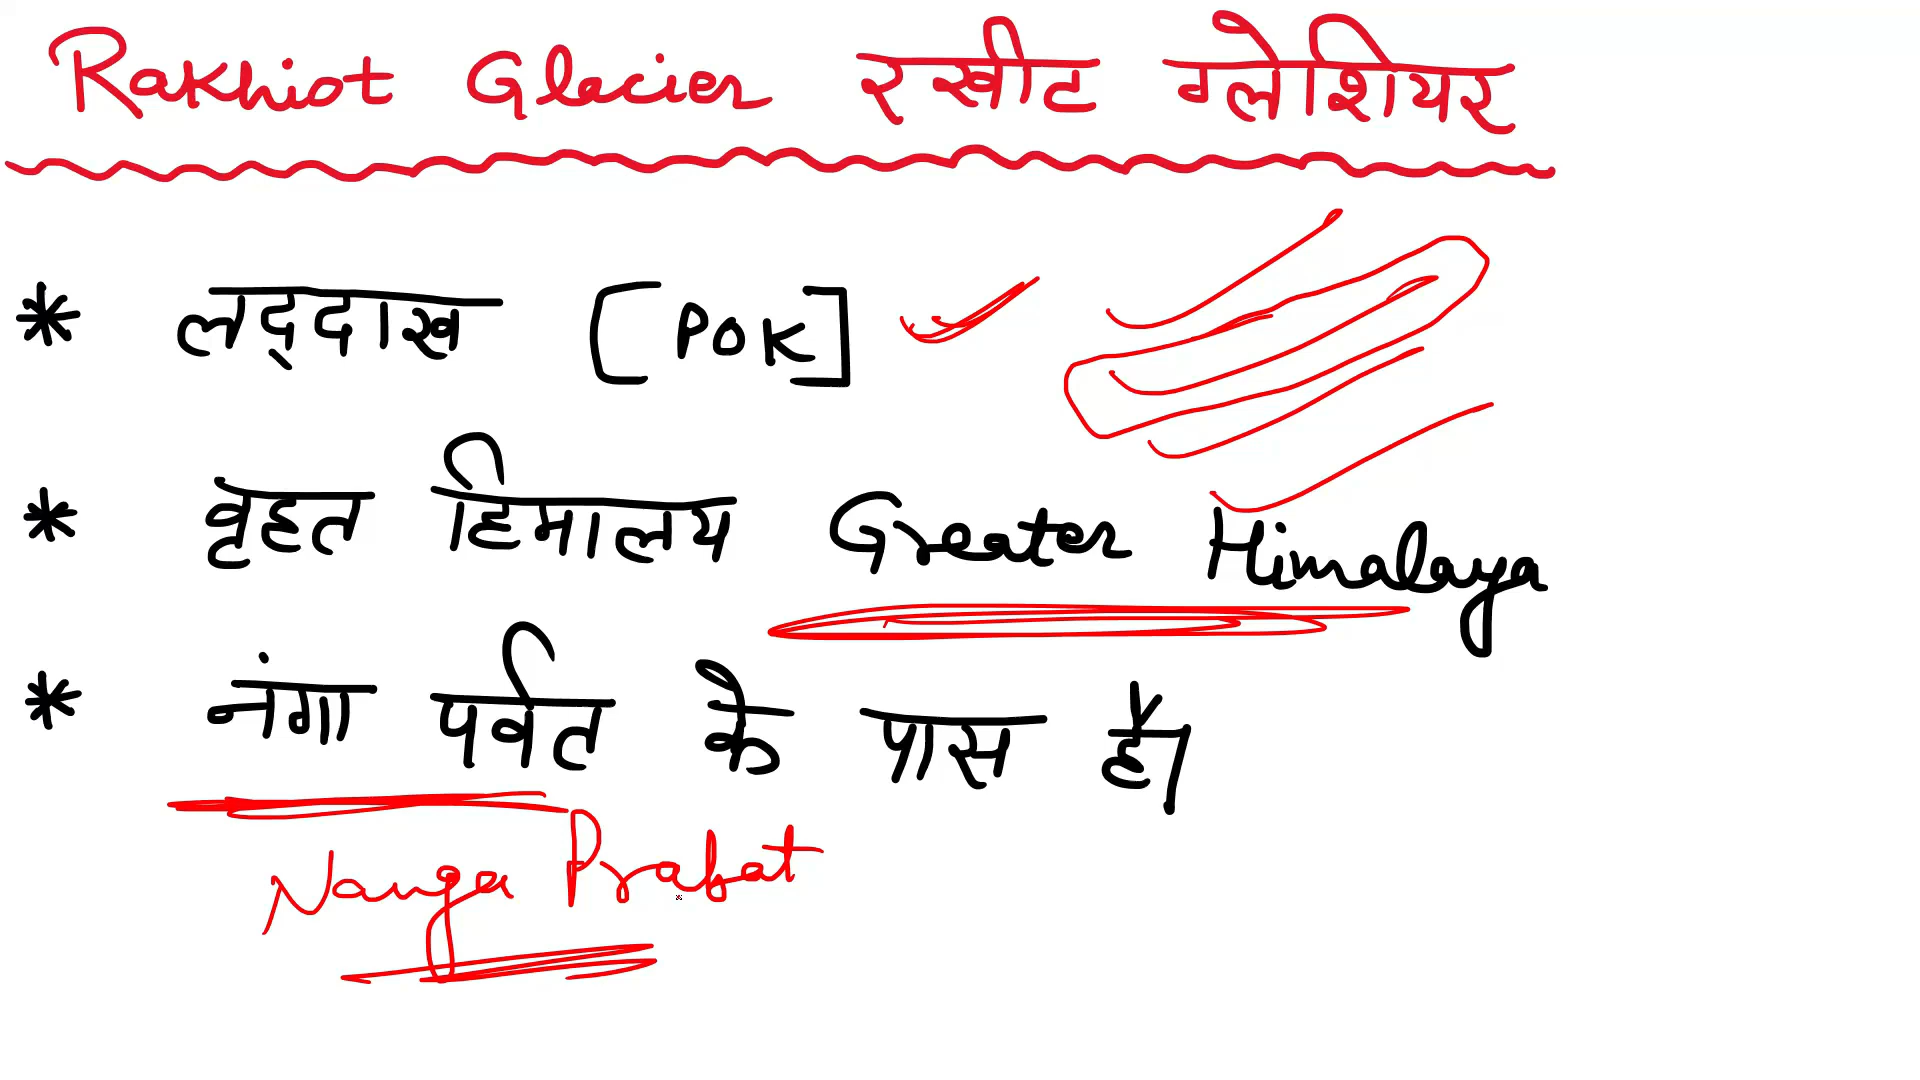 Rakhiot Glacier रखीट ग्लेशियर
* लद्दाख [POK]
* वृहत हिमालय Greater Himalaya
* नंगा पर्वत के पास है।
Nanga Prabat